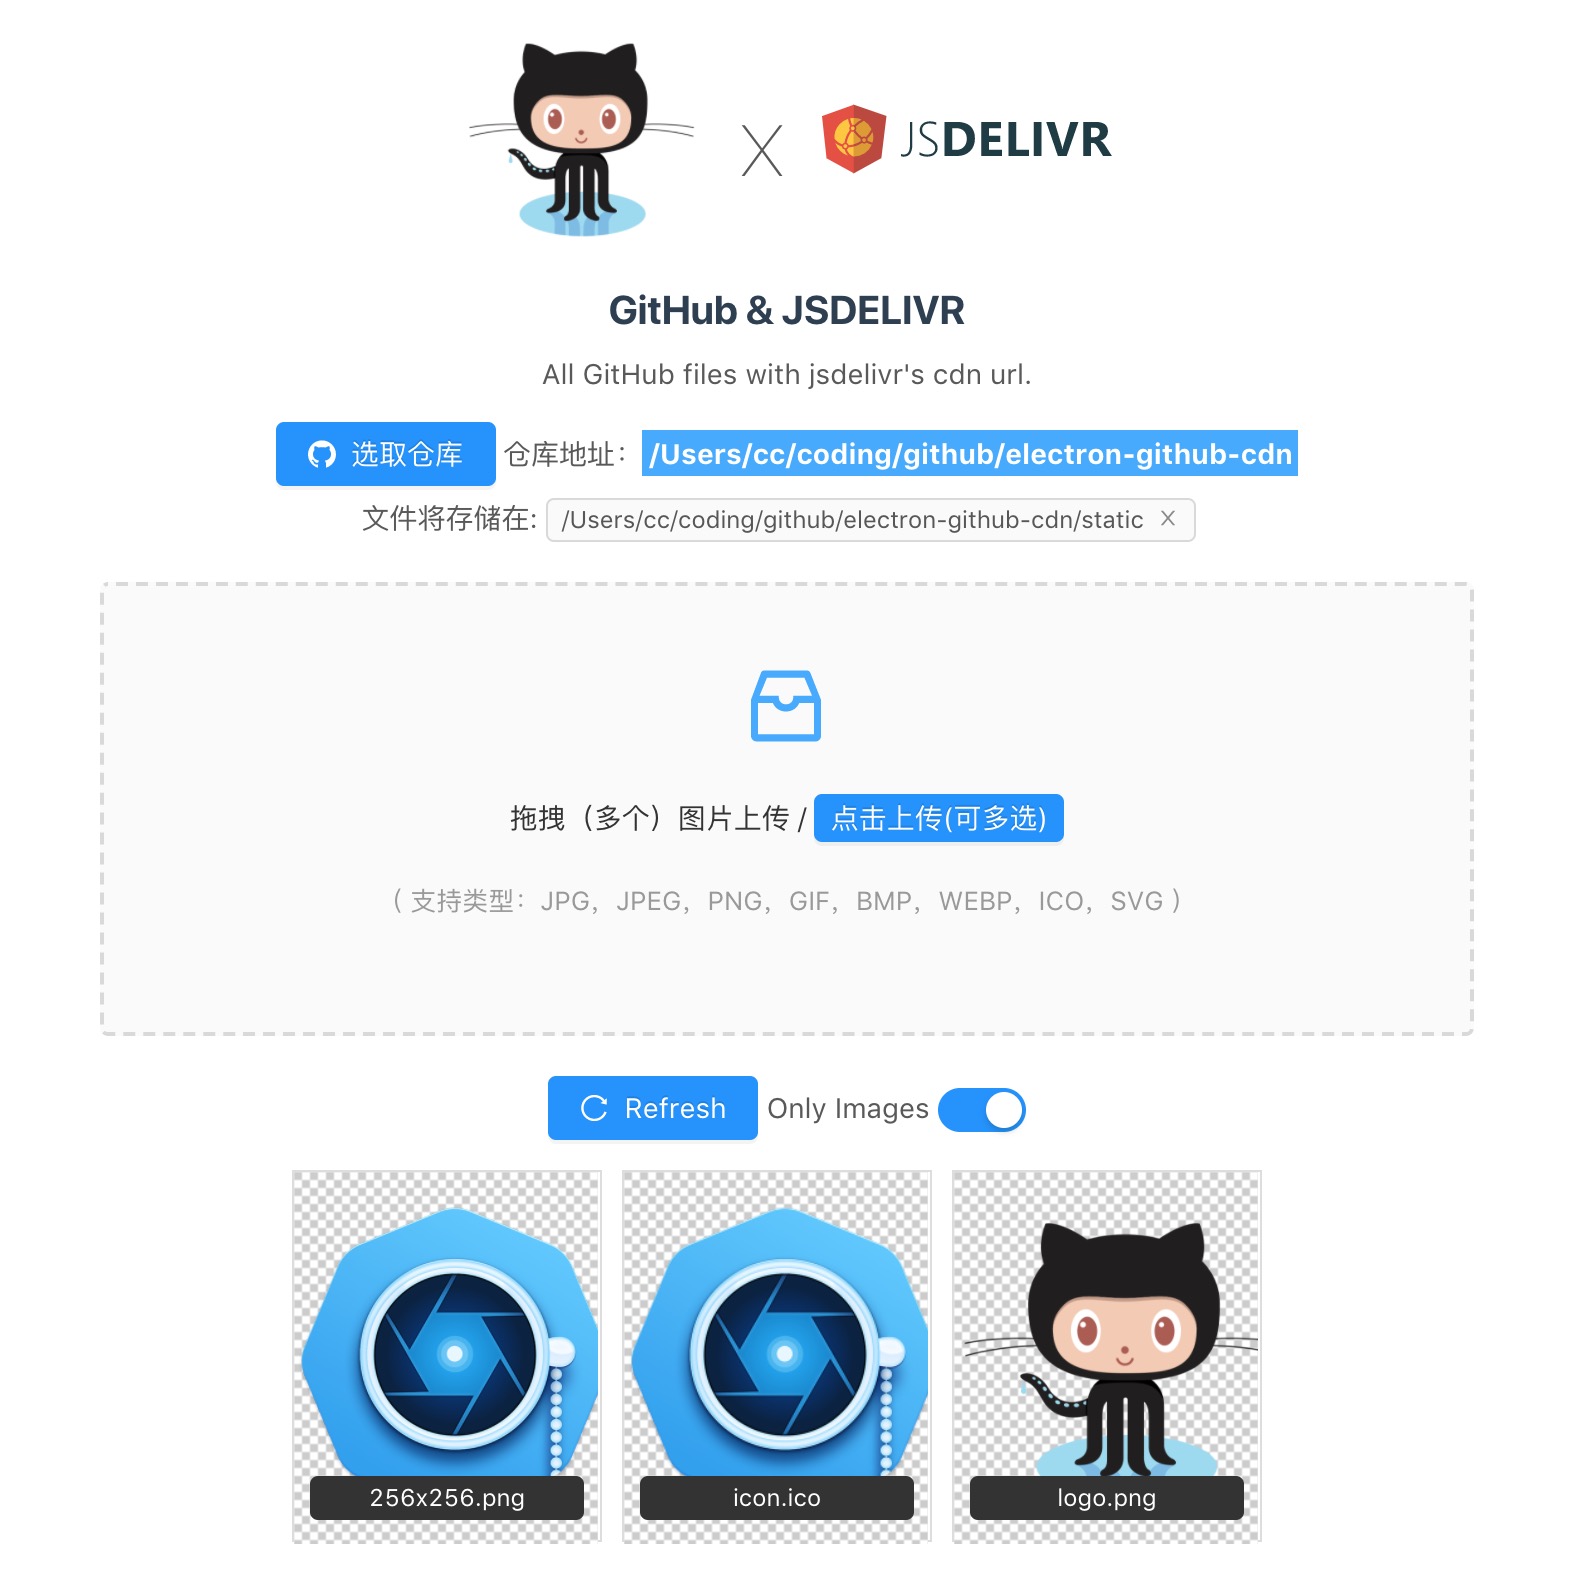 X JSDELIVR
GitHub & JSDELIVR
All GitHub files with jsdelivr's cdn url.
选取仓库 仓库地址： /Users/cc/coding/github/electron-github-cdn
文件将存储在: /Users/cc/coding/github/electron-github-cdn/static X
拖拽（多个）图片上传 / 点击上传(可多选)
( 支持类型：JPG，JPEG，PNG，GIF，BMP，WEBP，ICO，SVG )
Refresh Only Images
256x256.png icon.ico logo.png